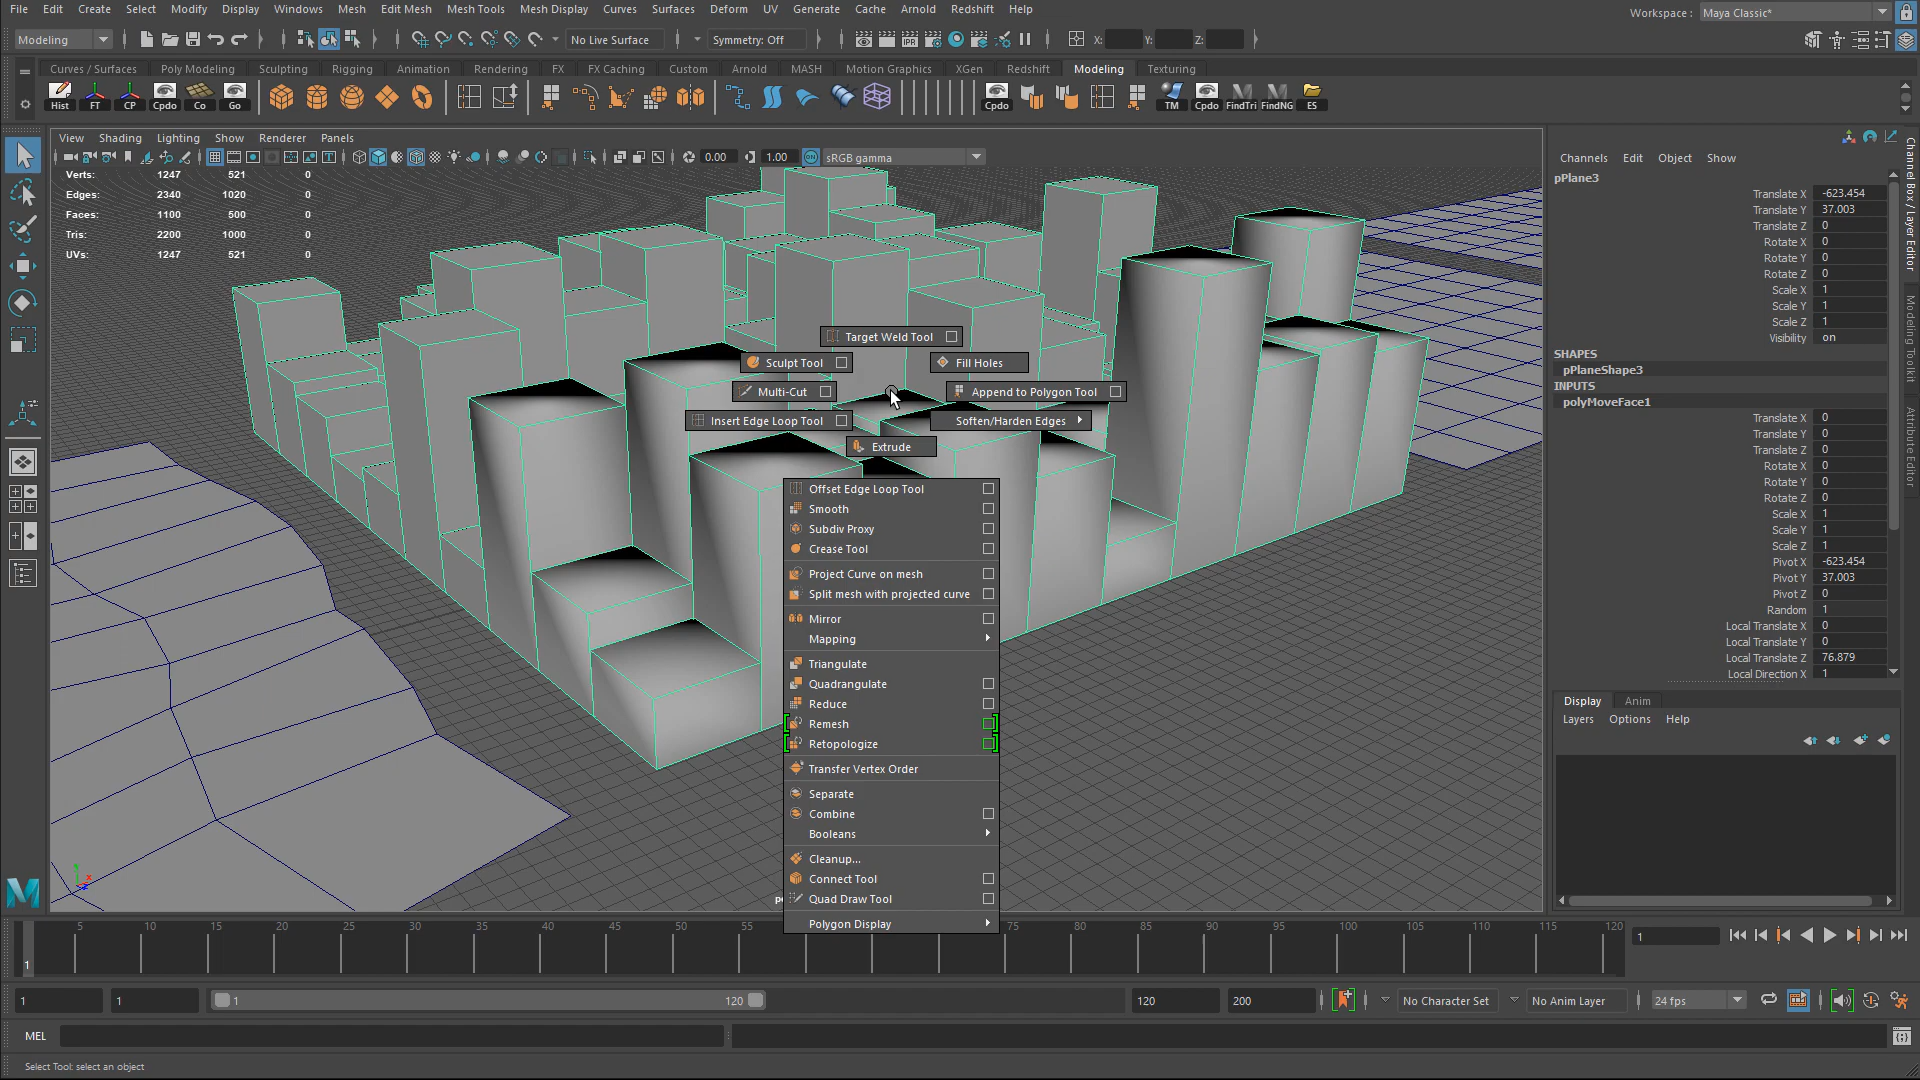 File Edit Create Select Modify Display Windows Mesh Edit Mesh Mesh Tools Mesh Display Curves Surfaces Deform UV Generate Cache Arnold Redshift Help
Workspace : Maya Classic*
Modeling No Live Surface Symmetry: Off X: Y: Z:
Curves / Surfaces Poly Modeling Sculpting Rigging Animation Rendering FX FX Caching Custom Arnold MASH Motion Graphics XGen Redshift Modeling Texturing
Hist FT CP Cpdo Co Go Cpdo TM Cpdo FindTri FindNG ES
View Shading Lighting Show Renderer Panels
0.00 1.00 ON sRGB gamma
Verts: 1247 521 0
Edges: 2340 1020 0
Faces: 1100 500 0
Tris: 2200 1000 0
UVs: 1247 521 0
Target Weld Tool
Sculpt Tool Fill Holes
Multi-Cut Append to Polygon Tool
Insert Edge Loop Tool Soften/Harden Edges
Extrude
Offset Edge Loop Tool
Smooth
Subdiv Proxy
Crease Tool
Project Curve on mesh
Split mesh with projected curve
Mirror
Mapping
Triangulate
Quadrangulate
Reduce
Remesh
Retopologize
Transfer Vertex Order
Separate
Combine
Booleans
Cleanup...
Connect Tool
Quad Draw Tool
Polygon Display
Channels Edit Object Show
pPlane3
Translate X -623.454
Translate Y 37.003
Translate Z 0
Rotate X 0
Rotate Y 0
Rotate Z 0
Scale X 1
Scale Y 1
Scale Z 1
Visibility on
SHAPES
pPlaneShape3
INPUTS
polyMoveFace1
Translate X 0
Translate Y 0
Translate Z 0
Rotate X 0
Rotate Y 0
Rotate Z 0
Scale X 1
Scale Y 1
Scale Z 1
Pivot X -623.454
Pivot Y 37.003
Pivot Z 0
Random 1
Local Translate X 0
Local Translate Y 0
Local Translate Z 76.879
Local Direction X 1
Channel Box / Layer Editor
Modeling Toolkit
Attribute Editor
Display Anim
Layers Options Help
5 10 15 20 25 30 35 40 45 50 55 75 80 85 90 95 100 105 110 115 120
1
1
1 1 1 120 120 200 No Character Set No Anim Layer 24 fps
MEL
Select Tool: select an object